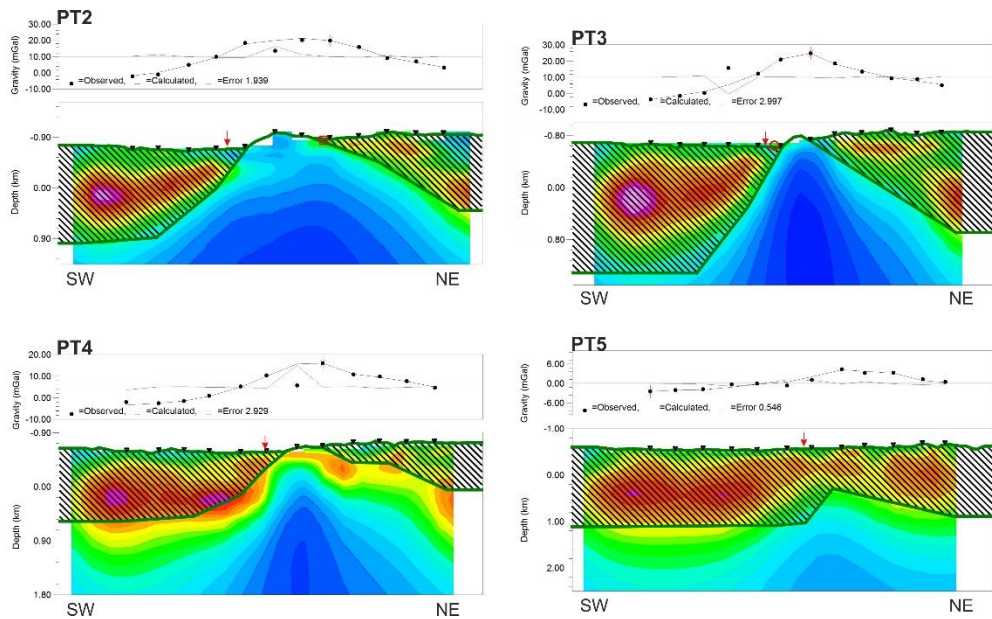 PT2
Gravity (mGal)
30.00
20.00
10.00
0.00
-10.00
=Observed, =Calculated, =Error 1.939
Depth (km)
-0.90
0.00
0.90
SW NE
PT3
Gravity (mGal)
30.00
20.00
10.00
0.00
-10.00
=Observed, =Calculated, =Error 2.997
Depth (km)
-0.80
0.00
0.80
SW NE
PT4
Gravity (mGal)
20.00
10.00
0.00
-10.00
=Observed, =Calculated, =Error 2.929
Depth (km)
-0.90
0.00
0.90
1.80
SW NE
PT5
Gravity (mGal)
6.00
0.00
-6.00
=Observed, =Calculated, =Error 0.546
Depth (km)
-1.00
0.00
1.00
2.00
SW NE